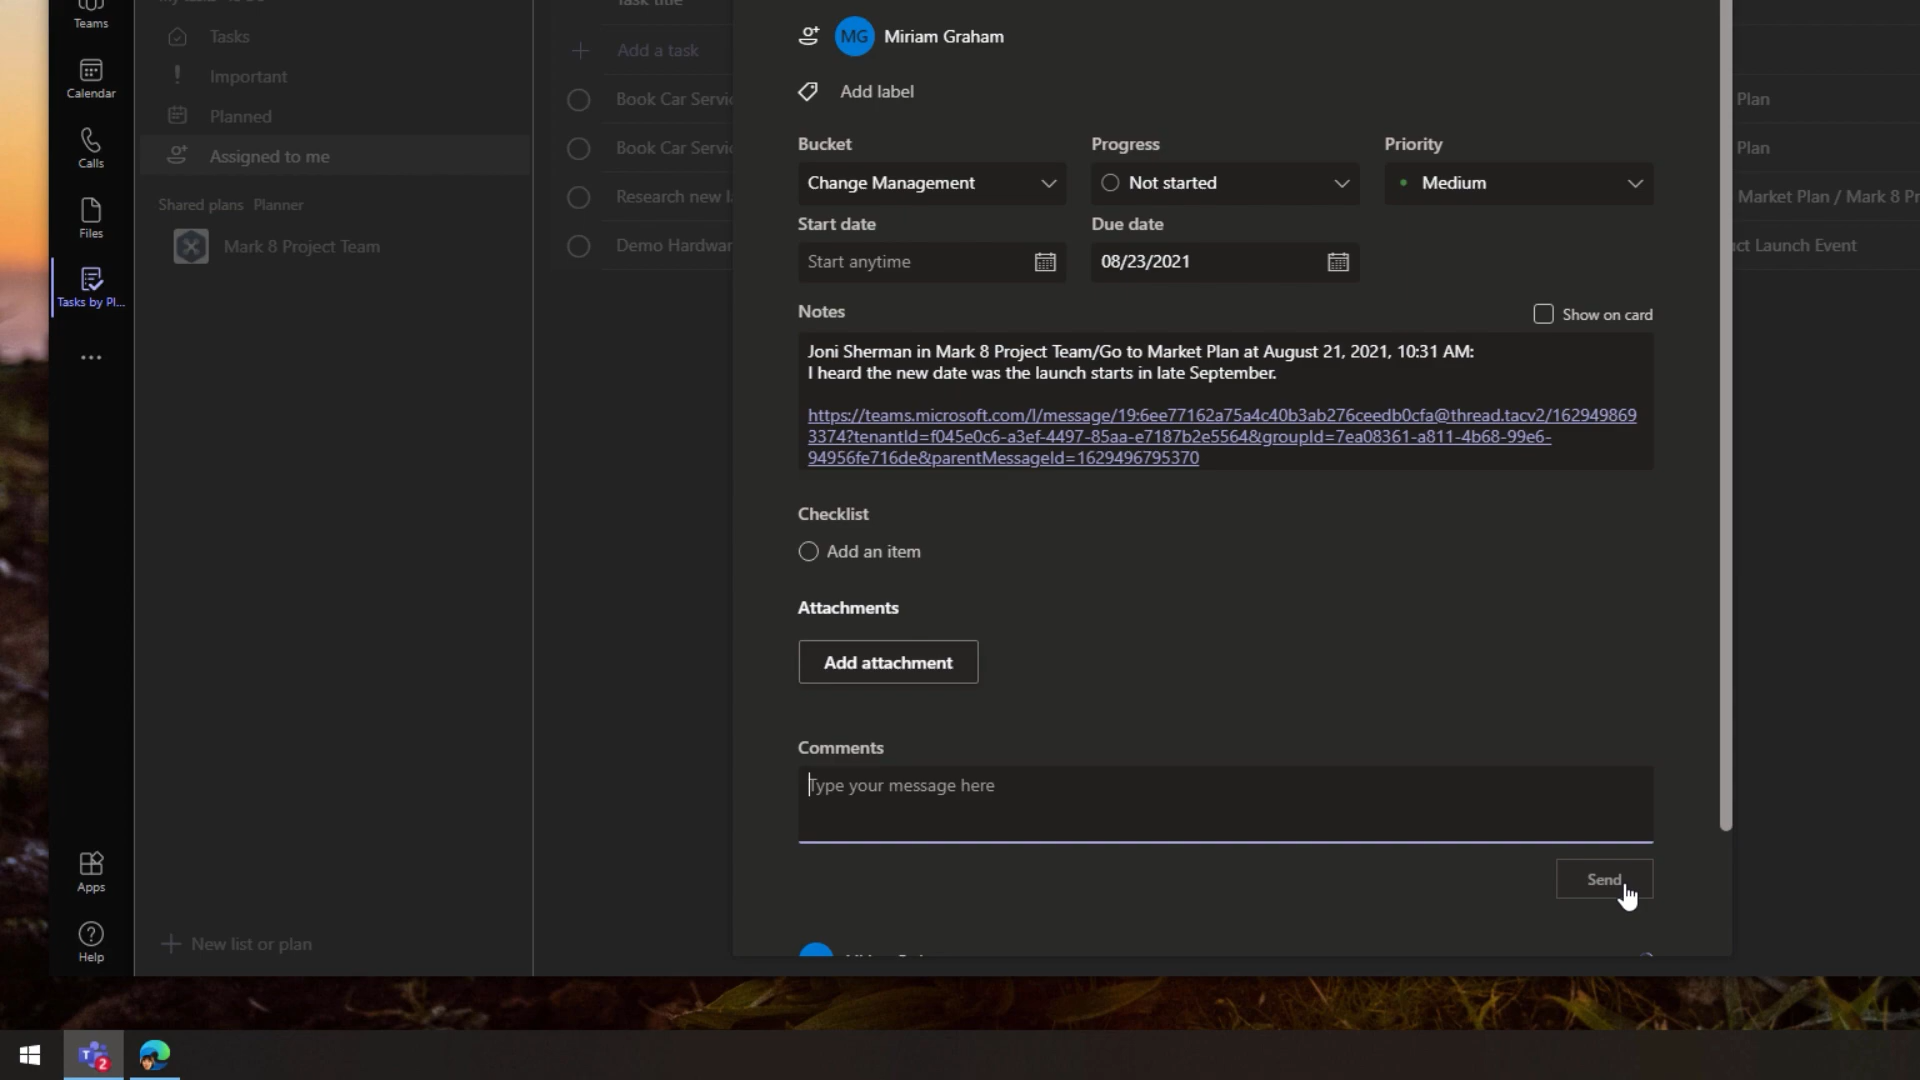 Teams
Calendar
Calls
Files
Tasks by Pl...
Apps
Help
Tasks
Important
Planned
Assigned to me
Shared plans Planner
Mark 8 Project Team
New list or plan
Task title
Add a task
Book Car Servic
Book Car Servic
Research new l
Demo Hardwar
MG Miriam Graham
Add label
Bucket
Progress
Priority
Change Management
Not started
Medium
Start date
Due date
Start anytime
08/23/2021
Notes
Show on card
Joni Sherman in Mark 8 Project Team/Go to Market Plan at August 21, 2021, 10:31 AM:
I heard the new date was the launch starts in late September.
https://teams.microsoft.com/l/message/19:6ee77162a75a4c40b3ab276ceedb0cfa@thread.tacv2/162949869
3374?tenantId=f045e0c6-a3ef-4497-85aa-e7187b2e5564&groupId=7ea08361-a811-4b68-99e6-
94956fe716de&parentMessageId=1629496795370
Checklist
Add an item
Attachments
Add attachment
Comments
Type your message here
Send
Plan
Plan
Market Plan / Mark 8 Pr
ct Launch Event
T
2